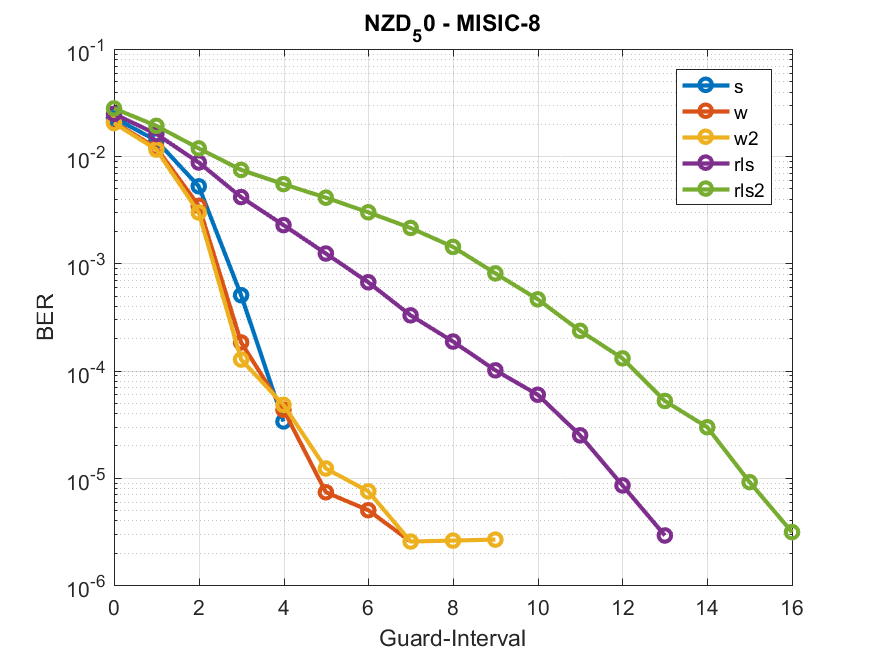 NZD₅0 - MISIC-8
10⁻¹
10⁻²
10⁻³
10⁻⁴
10⁻⁵
10⁻⁶
BER
s
w
w2
rls
rls2
0 2 4 6 8 10 12 14 16
Guard-Interval